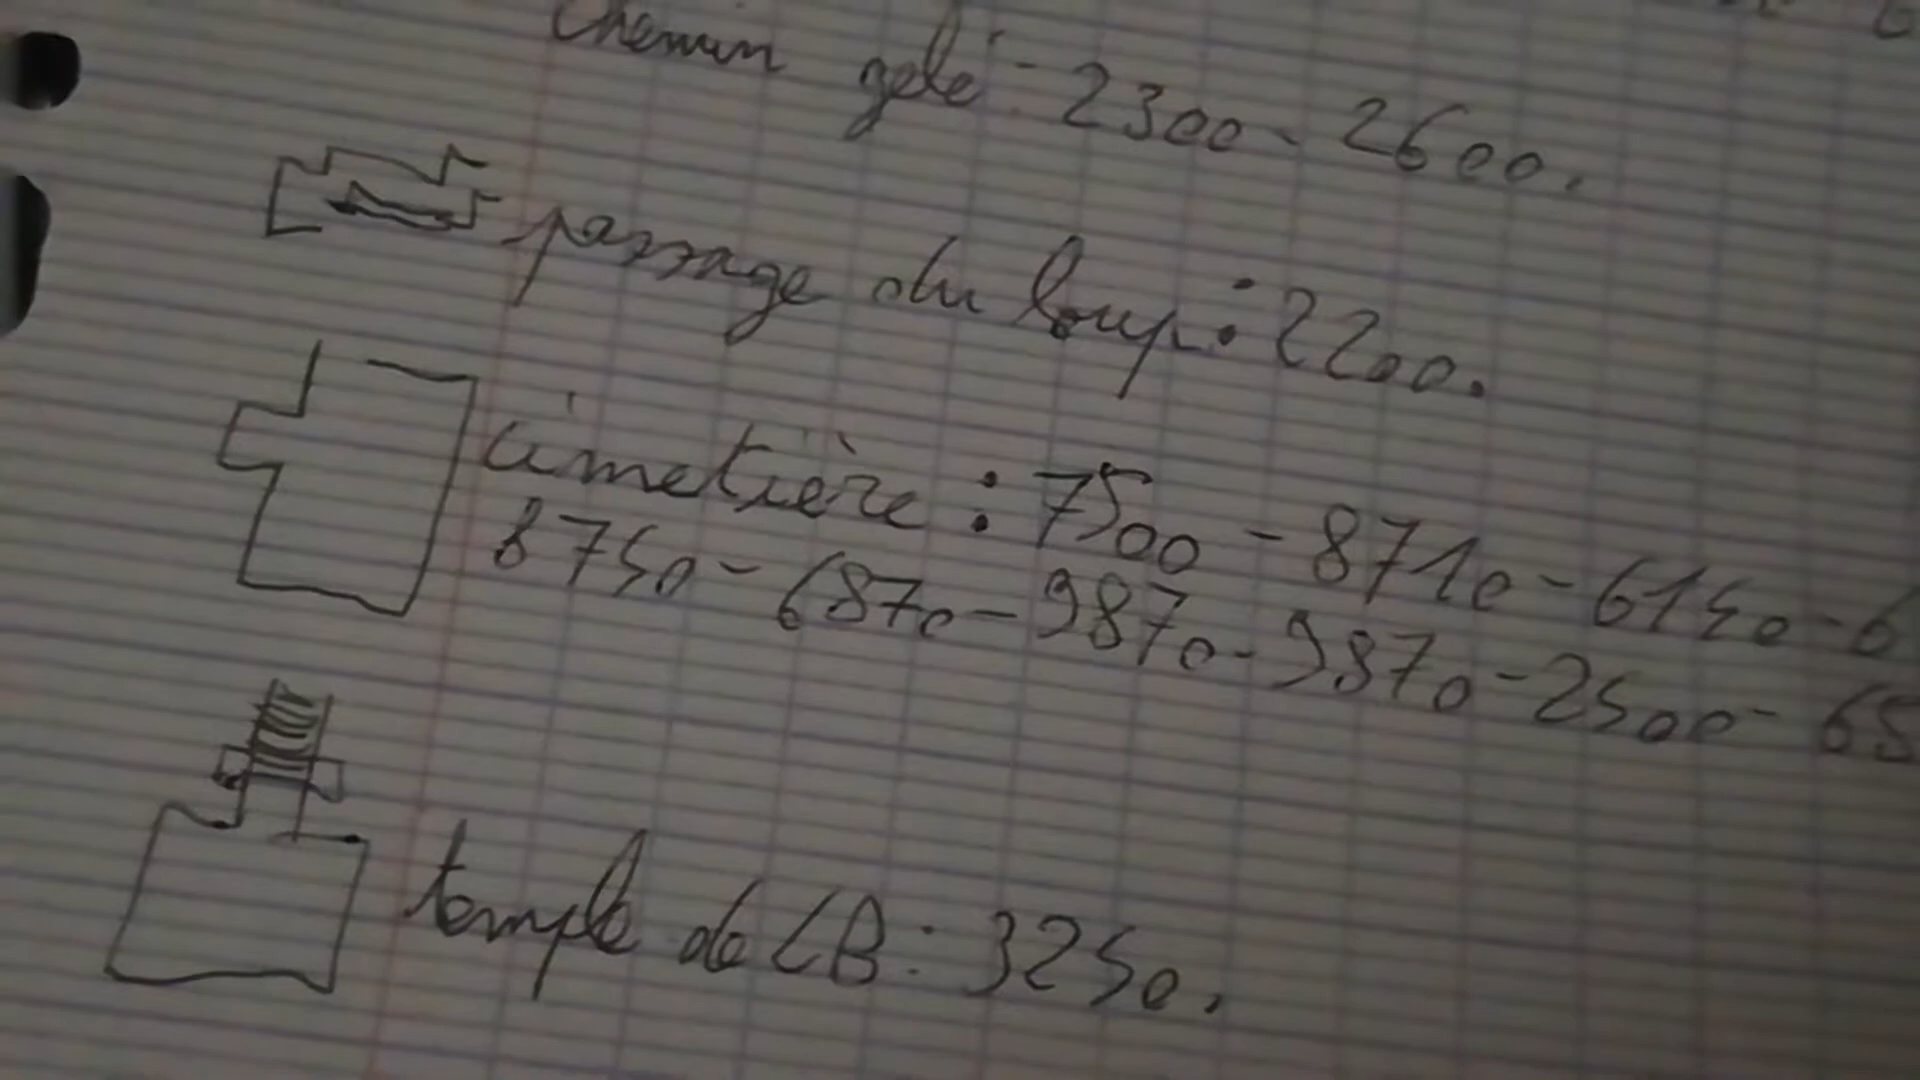 chemin gelé - 2300 - 2600.
passage du loup : 2200.
cimetière : 7500 - 8710 - 6150 - 6
8750 - 6870 - 9870 - 9870 - 2500 - 65
temple de LB : 3250.